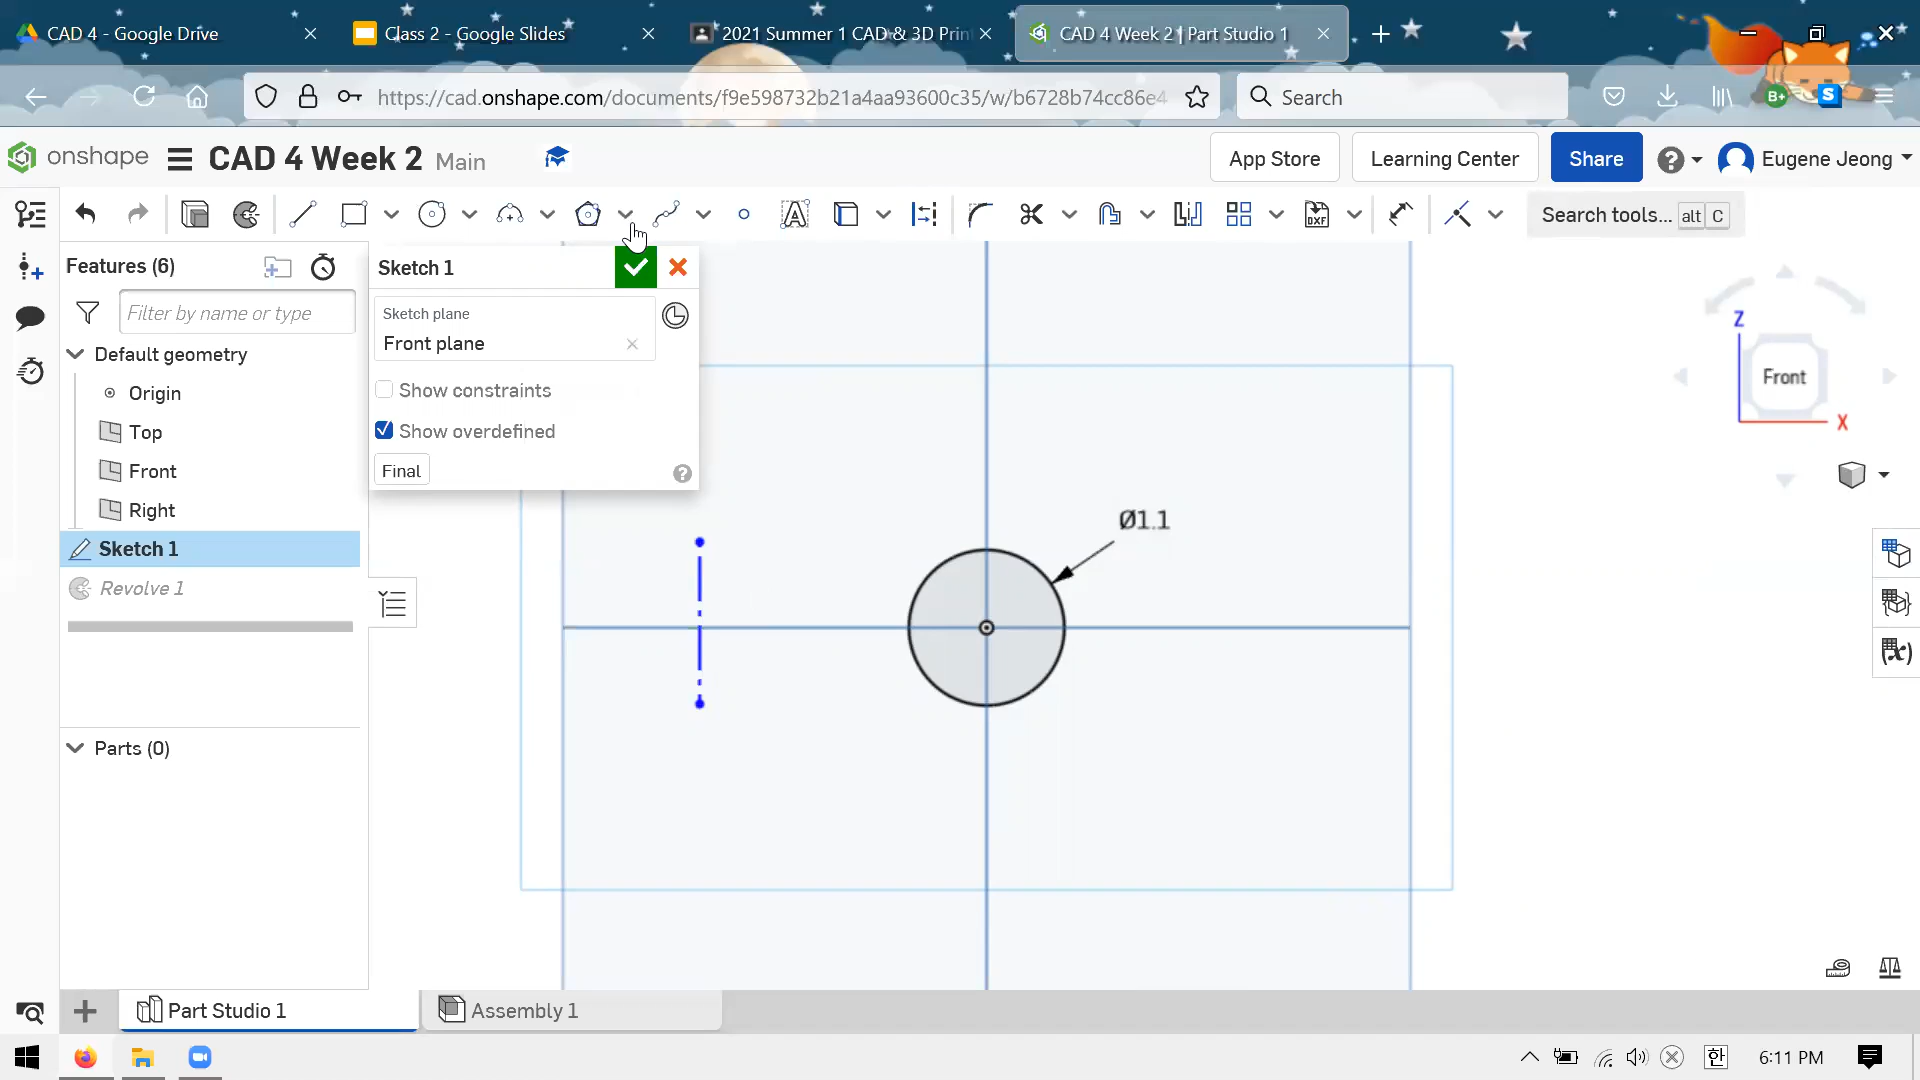 CAD 4 - Google Drive
Class 2 - Google Slides
2021 Summer 1 CAD & 3D Prin
CAD 4 Week 2 | Part Studio 1
https://cad.onshape.com/documents/f9e598732b21a4aa93600c35/w/b6728b74cc86e4
Search
B+
S
onshape
CAD 4 Week 2 Main
App Store
Learning Center
Share
Eugene Jeong
DXF
Search tools... alt C
Features (6)
Filter by name or type
Default geometry
Origin
Top
Front
Right
Sketch 1
Revolve 1
Parts (0)
Sketch 1
Sketch plane
Front plane
Show constraints
Show overdefined
Final
Ø1.1
Z
Front
X
(x)
Part Studio 1
Assembly 1
한
6:11 PM